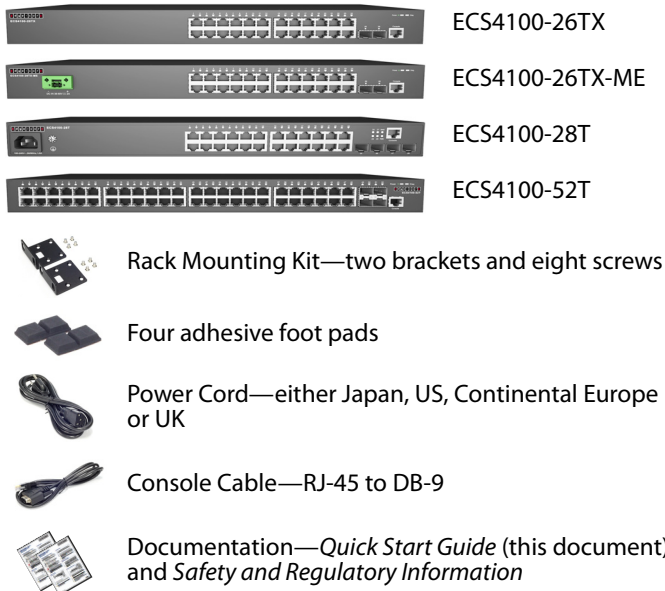 ECS4100-26TX
ECS4100-26TX-ME
ECS4100-28T
ECS4100-52T
Rack Mounting Kit—two brackets and eight screws
Four adhesive foot pads
Power Cord—either Japan, US, Continental Europe
or UK
Console Cable—RJ-45 to DB-9
Documentation—Quick Start Guide (this document)
and Safety and Regulatory Information